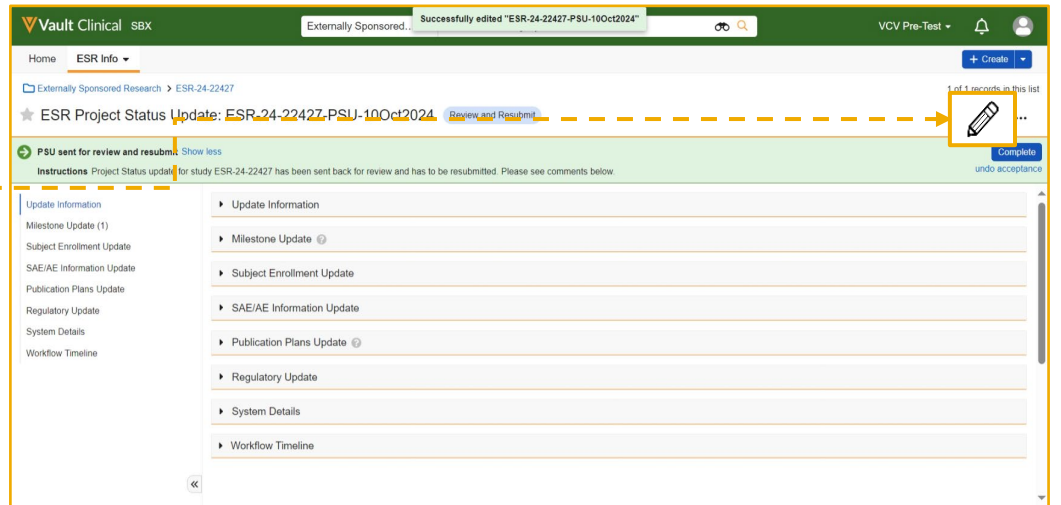 Vault Clinical SBX
Externally Sponsored...
Successfully edited "ESR-24-22427-PSU-10Oct2024"
VCV Pre-Test
Home
ESR Info
+ Create
Externally Sponsored Research > ESR-24-22427
1 of 1 records in this list
ESR Project Status Update: ESR-24-22427-PSU-10Oct2024
Review and Resubmit
...
PSU sent for review and resubmit Show less
Complete
Instructions Project Status update for study ESR-24-22427 has been sent back for review and has to be resubmitted. Please see comments below.
undo acceptance
Update Information
Milestone Update (1)
Subject Enrollment Update
SAE/AE Information Update
Publication Plans Update
Regulatory Update
System Details
Workflow Timeline
Update Information
Milestone Update
Subject Enrollment Update
SAE/AE Information Update
Publication Plans Update
Regulatory Update
System Details
Workflow Timeline